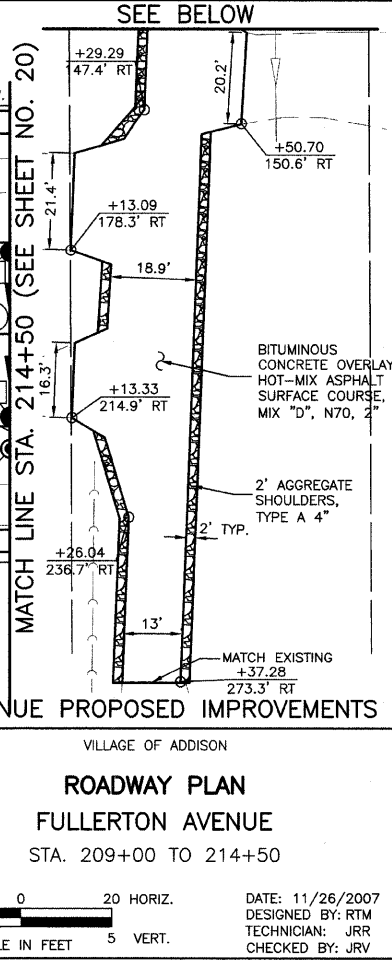 SEE BELOW
MATCH LINE STA. 214+50 (SEE SHEET NO. 20)
+29.29
147.4' RT
20.2'
+50.70
150.6' RT
21.4'
+13.09
178.3' RT
18.9'
16.3'
+13.33
214.9' RT
BITUMINOUS
CONCRETE OVERLAY
HOT-MIX ASPHALT
SURFACE COURSE,
MIX "D", N70, 2"
2' AGGREGATE
SHOULDERS,
TYPE A 4"
2' TYP.
+26.04
236.7' RT
13'
MATCH EXISTING
+37.28
273.3' RT
NUE PROPOSED IMPROVEMENTS
VILLAGE OF ADDISON
ROADWAY PLAN
FULLERTON AVENUE
STA. 209+00 TO 214+50
0 20 HORIZ.
LE IN FEET 5 VERT.
DATE: 11/26/2007
DESIGNED BY: RTM
TECHNICIAN: JRR
CHECKED BY: JRV